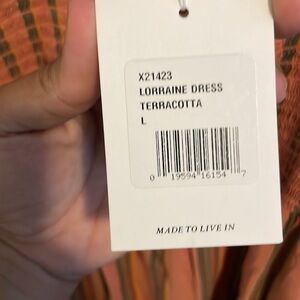 X21423
LORRAINE DRESS
TERRACOTTA
L
0 19594 16154 7
MADE TO LIVE IN